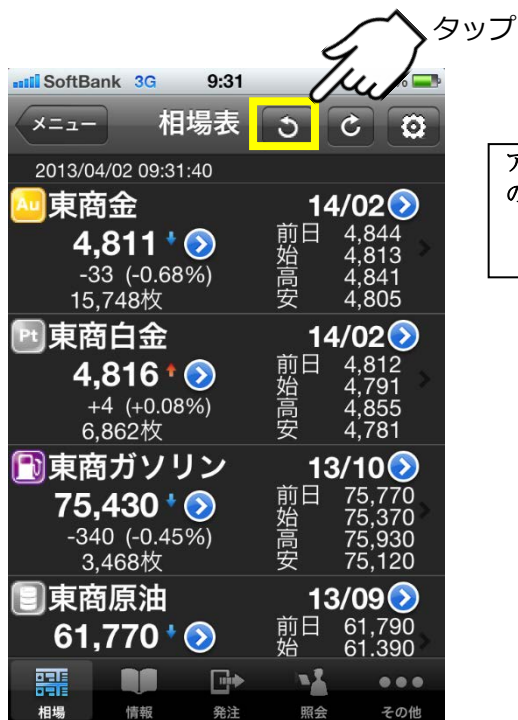 タップ
SoftBank 3G 9:31 %
メニュー 相場表
2013/04/02 09:31:40
Au 東商金 14/02
4,811 前日 4,844
始 4,813
-33 (-0.68%) 高 4,841
15,748枚 安 4,805
Pt 東商白金 14/02
4,816 前日 4,812
始 4,791
+4 (+0.08%) 高 4,855
6,862枚 安 4,781
東商ガソリン 13/10
75,430 前日 75,770
始 75,370
-340 (-0.45%) 高 75,930
3,468枚 安 75,120
東商原油 13/09
61,770 前日 61,790
始 61.390
相場 情報 発注 照会 その他